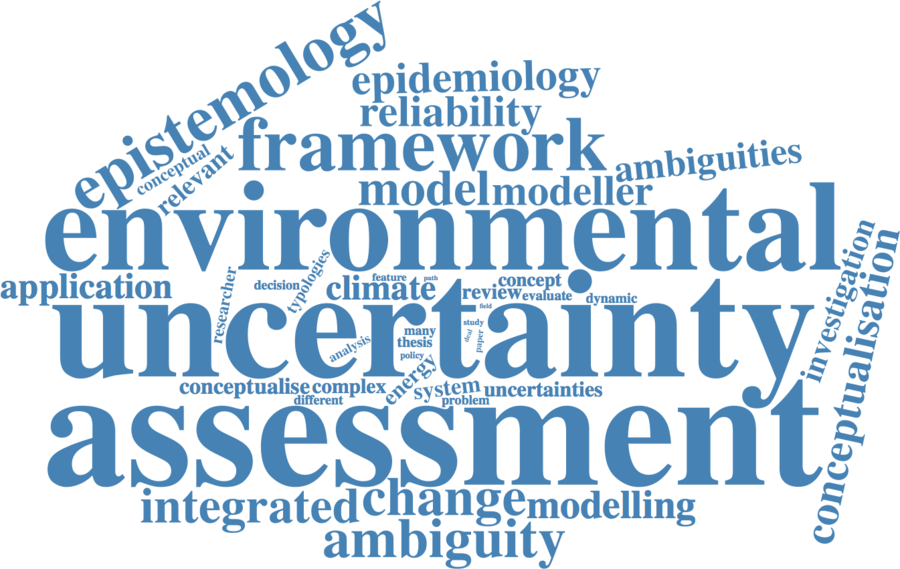 epistemology
epidemiology
reliability
framework
conceptual
relevant
ambiguities
model
modeller
environmental
investigation
conceptualisation
researcher
typologies
decision
feature
path
climate
concept
review
evaluate
dynamic
application
uncertainty
field
study
deal
paper
many
thesis
policy
analysis
energy
conceptualise
complex
system
uncertainties
different
problem
assessment
integrated
change
modelling
ambiguity